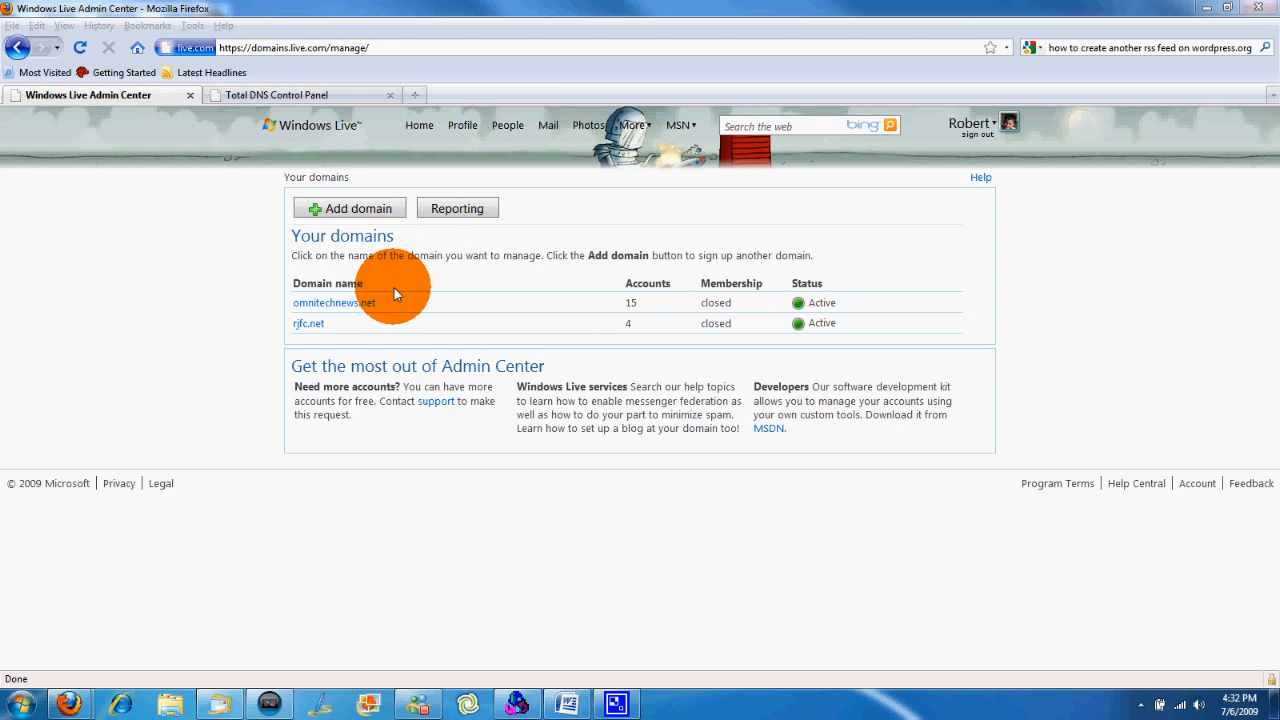 Windows Live Admin Center - Mozilla Firefox
File Edit View History Bookmarks Tools Help
live.com https://domains.live.com/manage/
how to create another rss feed on wordpress.org
Most Visited Getting Started Latest Headlines
Windows Live Admin Center
Total DNS Control Panel
Windows Live™ Home Profile People Mail Photos More MSN
Search the web bing
Robert
sign out
Your domains
Help
Add domain Reporting
Your domains
Click on the name of the domain you want to manage. Click the Add domain button to sign up another domain.
Domain name Accounts Membership Status
omnitechnews.net 15 closed Active
rjfc.net 4 closed Active
Get the most out of Admin Center
Need more accounts? You can have more
accounts for free. Contact support to make
this request.
Windows Live services Search our help topics
to learn how to enable messenger federation as
well as how to do your part to minimize spam.
Learn how to set up a blog at your domain too!
Developers Our software development kit
allows you to manage your accounts using
your own custom tools. Download it from
MSDN.
© 2009 Microsoft Privacy Legal
Program Terms Help Central Account Feedback
Done
4:32 PM
7/6/2009